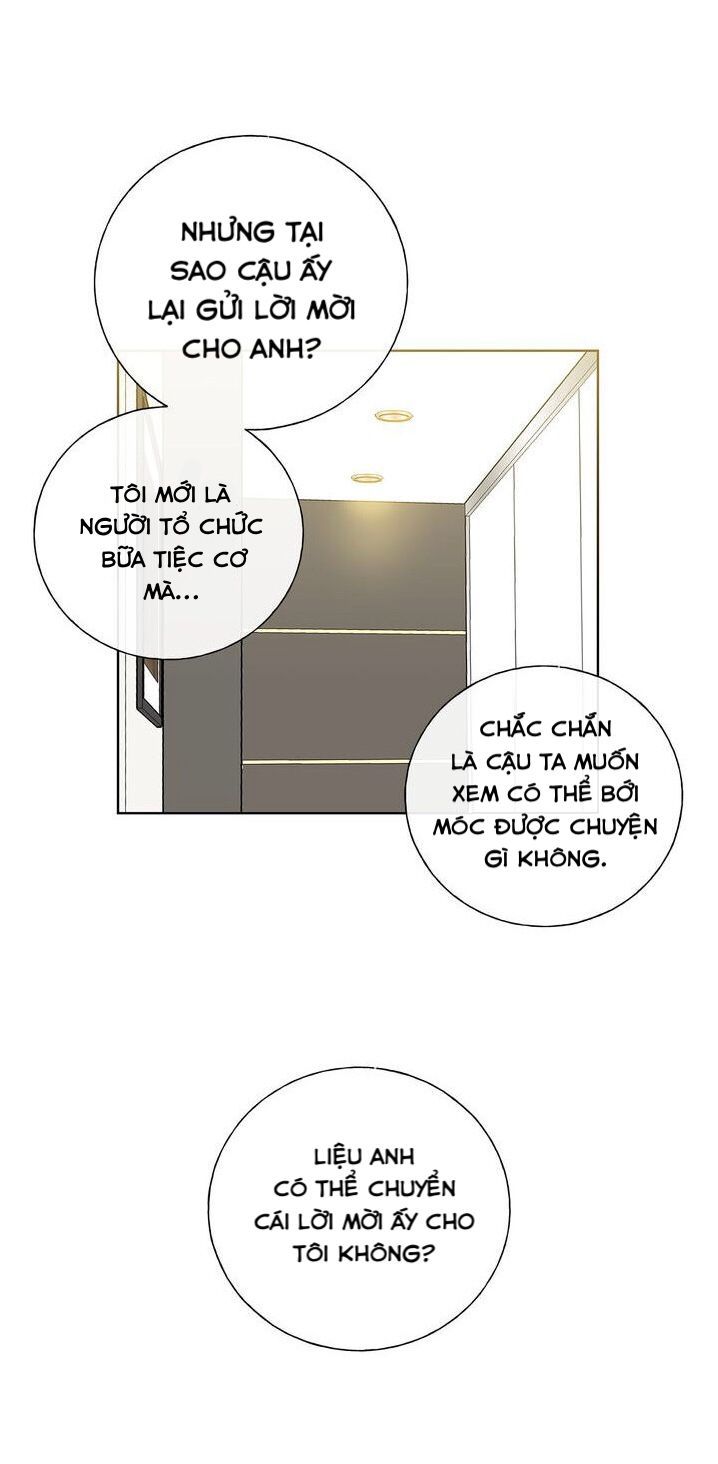 NHƯNG TẠI
SAO CẬU ẤY
LẠI GỬI LỜI MỜI
CHO ANH?
TÔI MỚI LÀ
NGƯỜI TỔ CHỨC
BỮA TIỆC CƠ
MÀ...
CHẮC CHẮN
LÀ CẬU TA MUỐN
XEM CÓ THỂ BỚI
MÓC ĐƯỢC CHUYỆN
GÌ KHÔNG.
LIỆU ANH
CÓ THỂ CHUYỂN
CÁI LỜI MỜI ẤY CHO
TÔI KHÔNG?